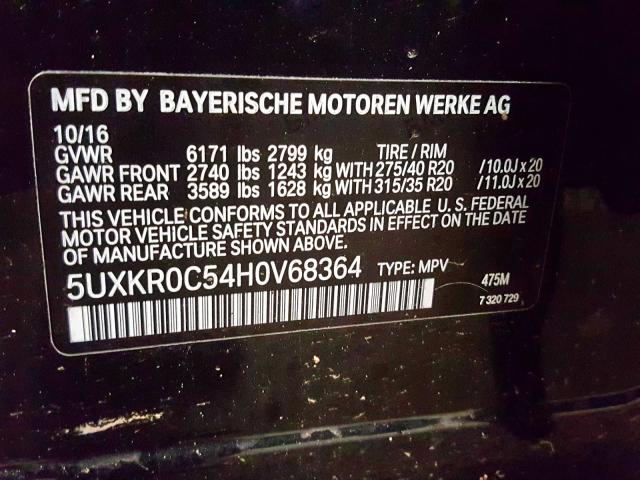 MFD BY BAYERISCHE MOTOREN WERKE AG
10/16
GVWR 6171 lbs 2799 kg TIRE / RIM
GAWR FRONT 2740 lbs 1243 kg WITH 275/40 R20 /10.0J x 20
GAWR REAR 3589 lbs 1628 kg WITH 315/35 R20 /11.0J x 20
THIS VEHICLE CONFORMS TO ALL APPLICABLE U. S. FEDERAL
MOTOR VEHICLE SAFETY STANDARDS IN EFFECT ON THE DATE
OF MANUFACTURE SHOWN ABOVE.
5UXKR0C54H0V68364 TYPE: MPV 475M
7 320 729